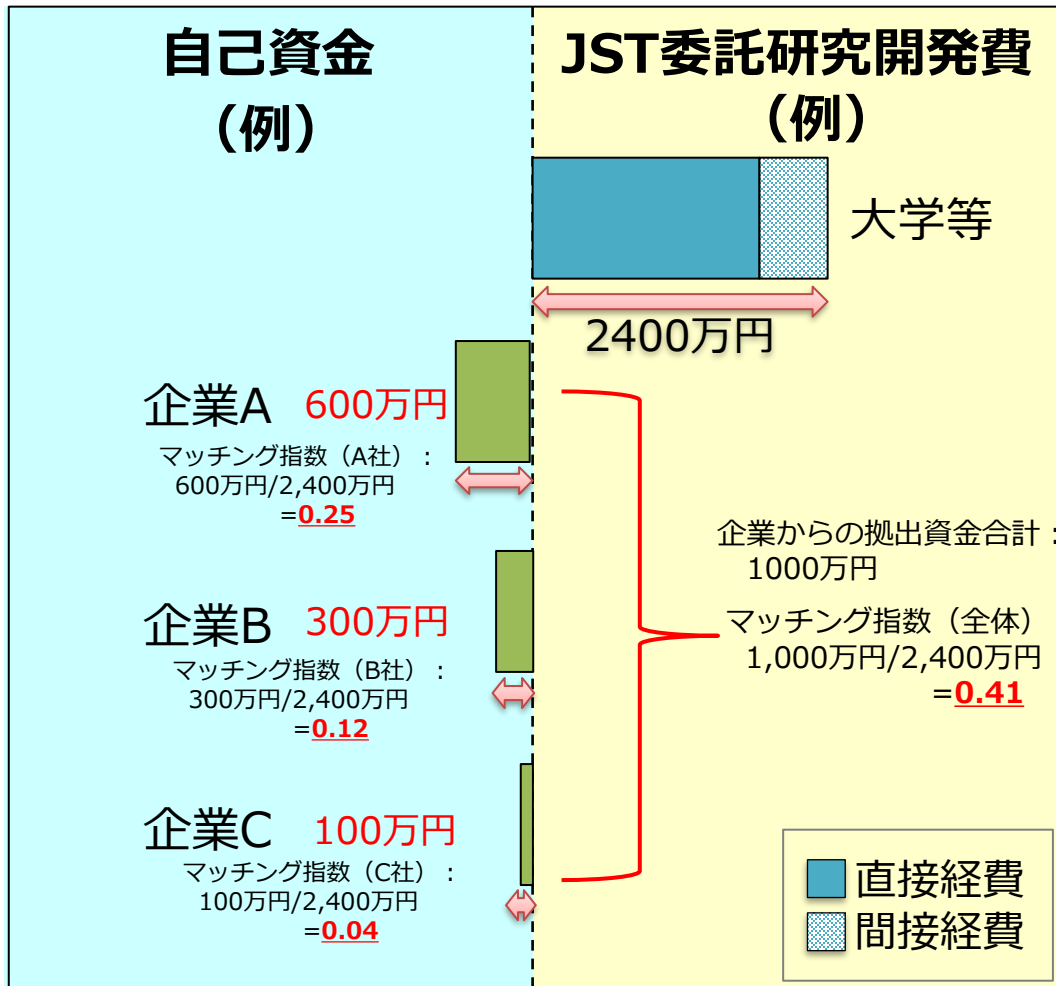 自己資金
（例）
JST委託研究開発費
（例）
大学等
2400万円
企業A 600万円
マッチング指数（A社）：
600万円/2,400万円
=0.25
企業B 300万円
マッチング指数（B社）：
300万円/2,400万円
=0.12
企業C 100万円
マッチング指数（C社）：
100万円/2,400万円
=0.04
企業からの拠出資金合計：
1000万円
マッチング指数（全体）
1,000万円/2,400万円
=0.41
直接経費
間接経費